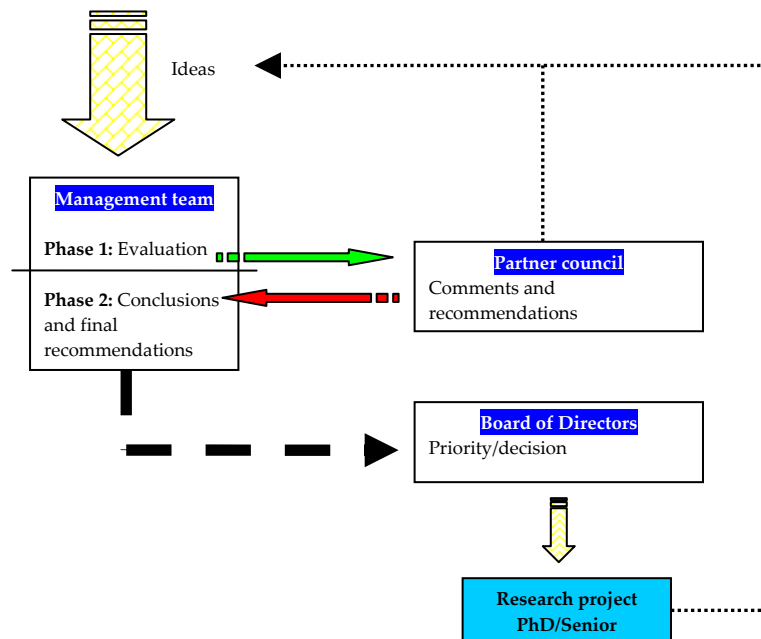 Ideas
Management team
Phase 1: Evaluation
Phase 2: Conclusions
and final
recommendations
Partner council
Comments and
recommendations
Board of Directors
Priority/decision
Research project
PhD/Senior